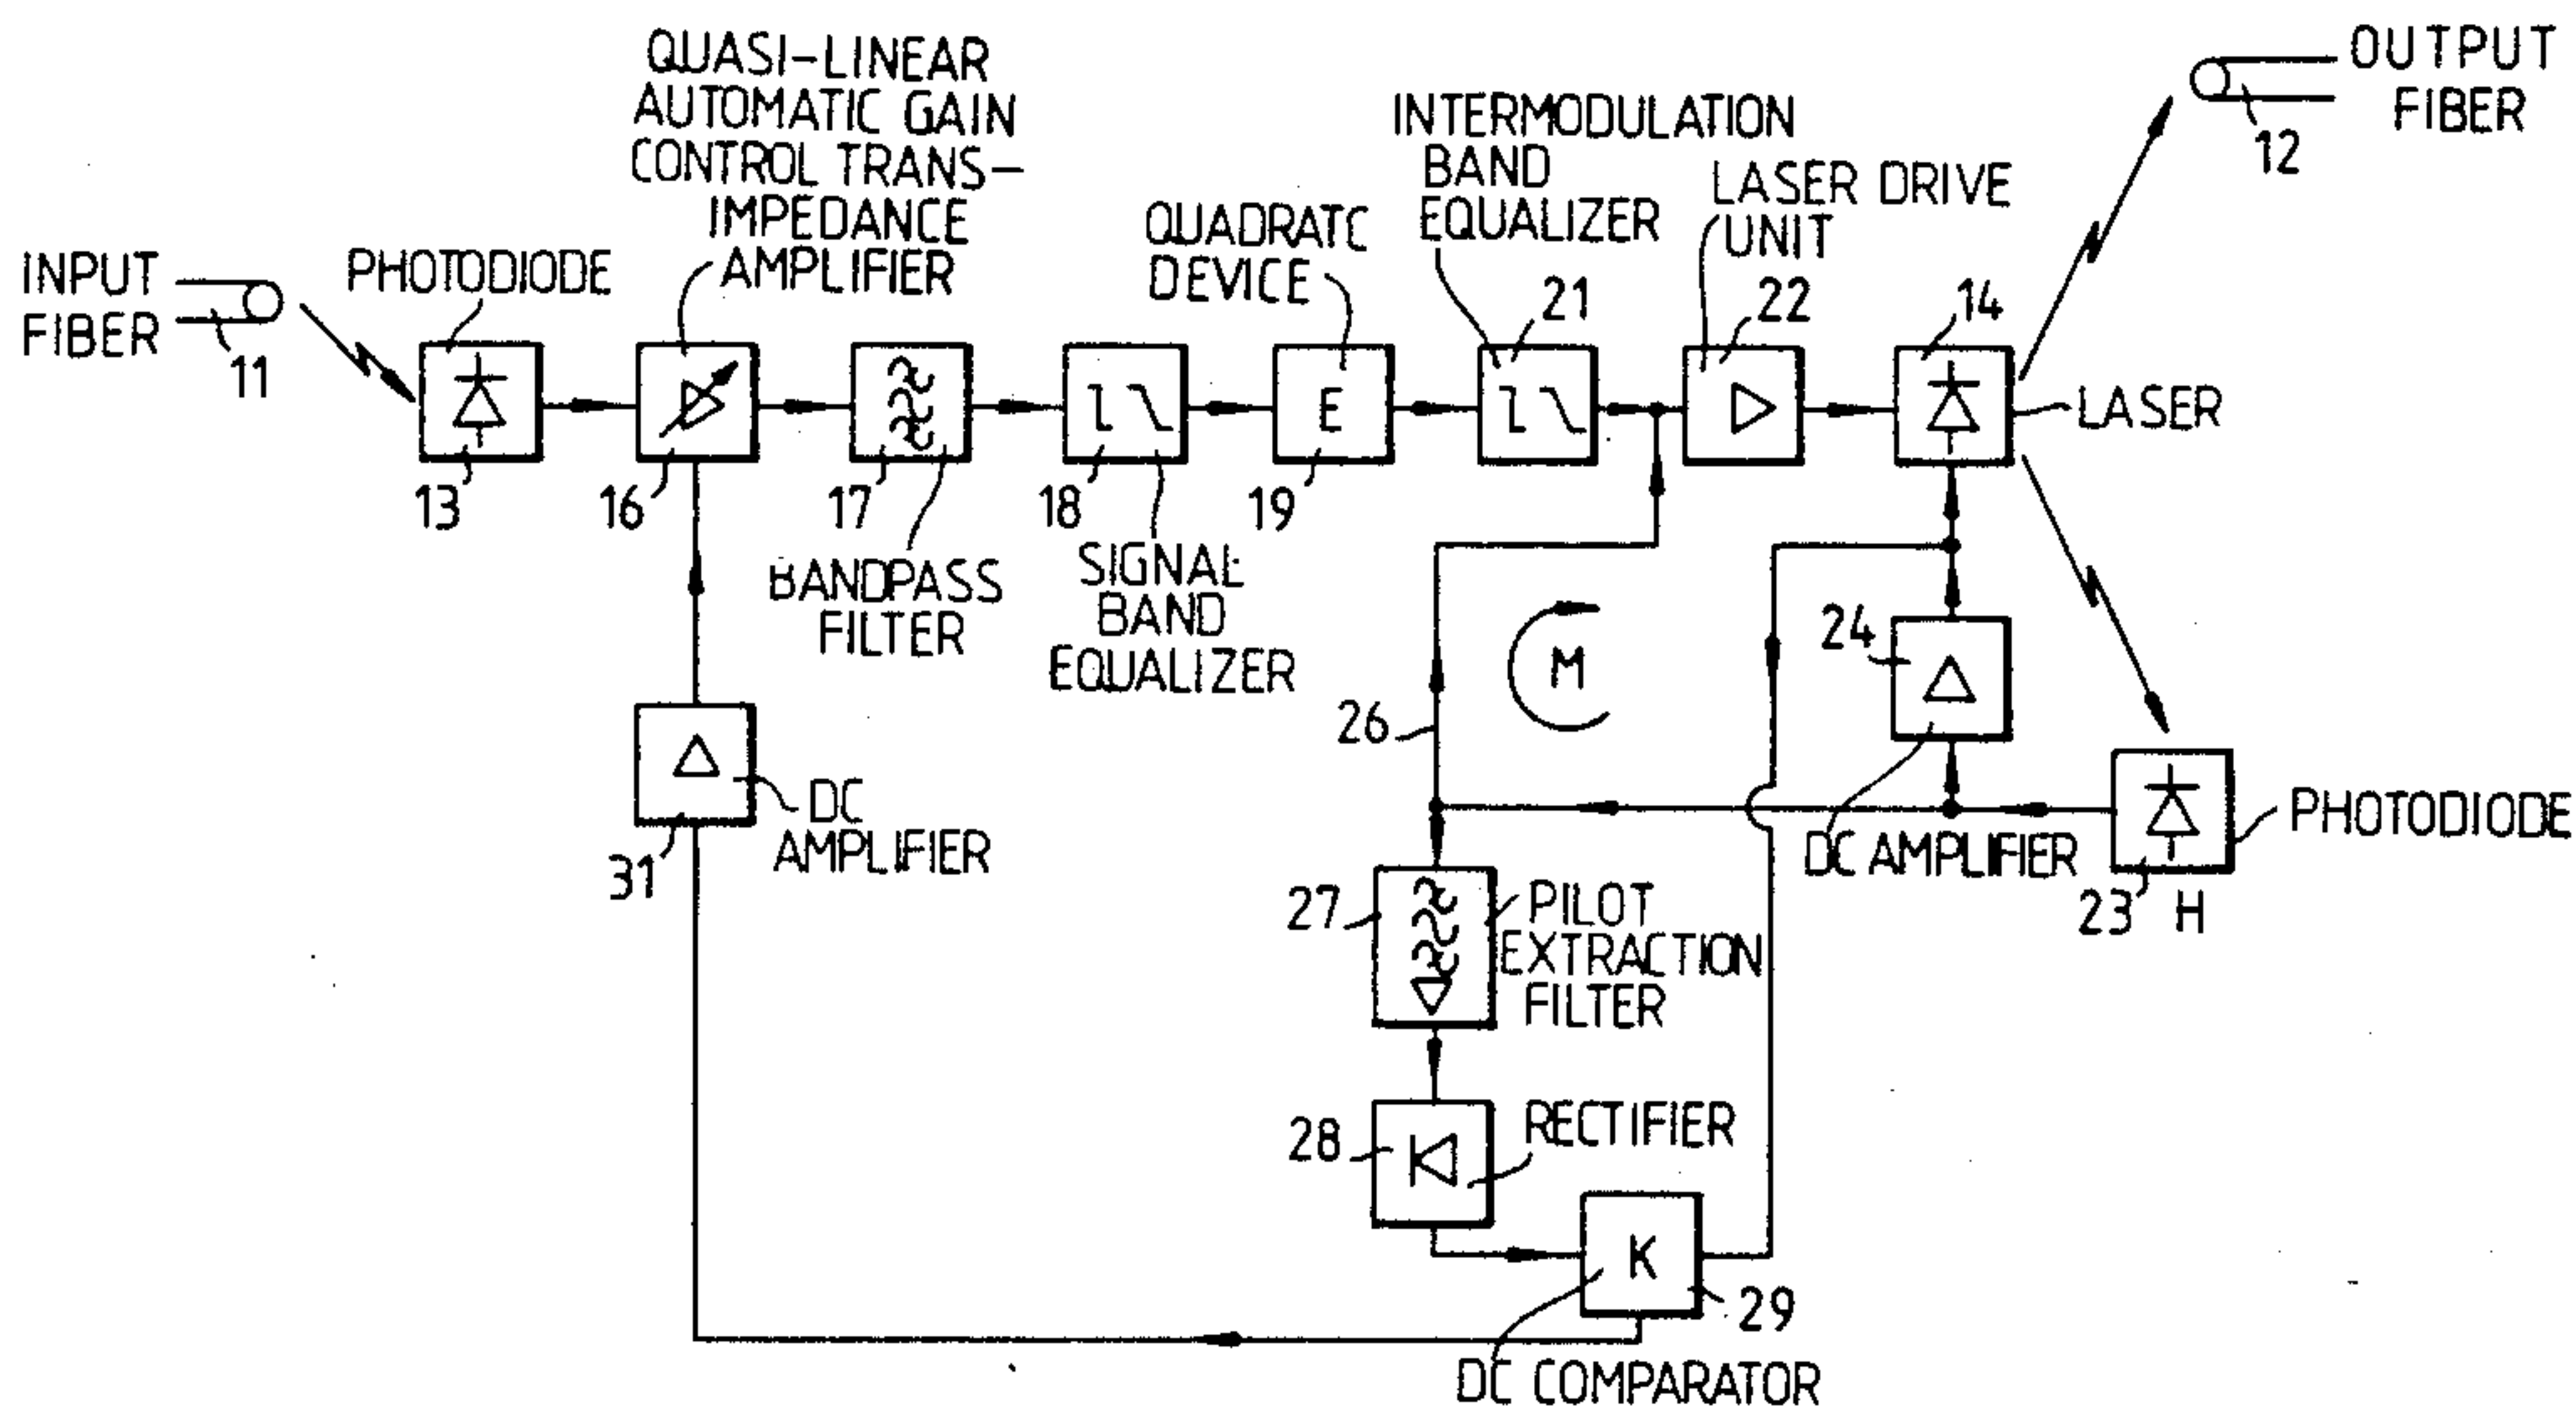 QUASI-LINEAR
AUTOMATIC GAIN
CONTROL TRANS-
IMPEDANCE
AMPLIFIER
INPUT
FIBER
11
PHOTODIODE
13
16
17
BANDPASS
FILTER
18
SIGNAL
BAND
EQUALIZER
QUADRATC
DEVICE
E
19
INTERMODULATION
BAND
EQUALIZER
21
LASER DRIVE
UNIT
22
14
LASER
OUTPUT
FIBER
12
M
26
24
DC AMPLIFIER
PHOTODIODE
23 H
DC
AMPLIFIER
31
27
PILOT
EXTRACTION
FILTER
28
RECTIFIER
K
29
DC COMPARATOR